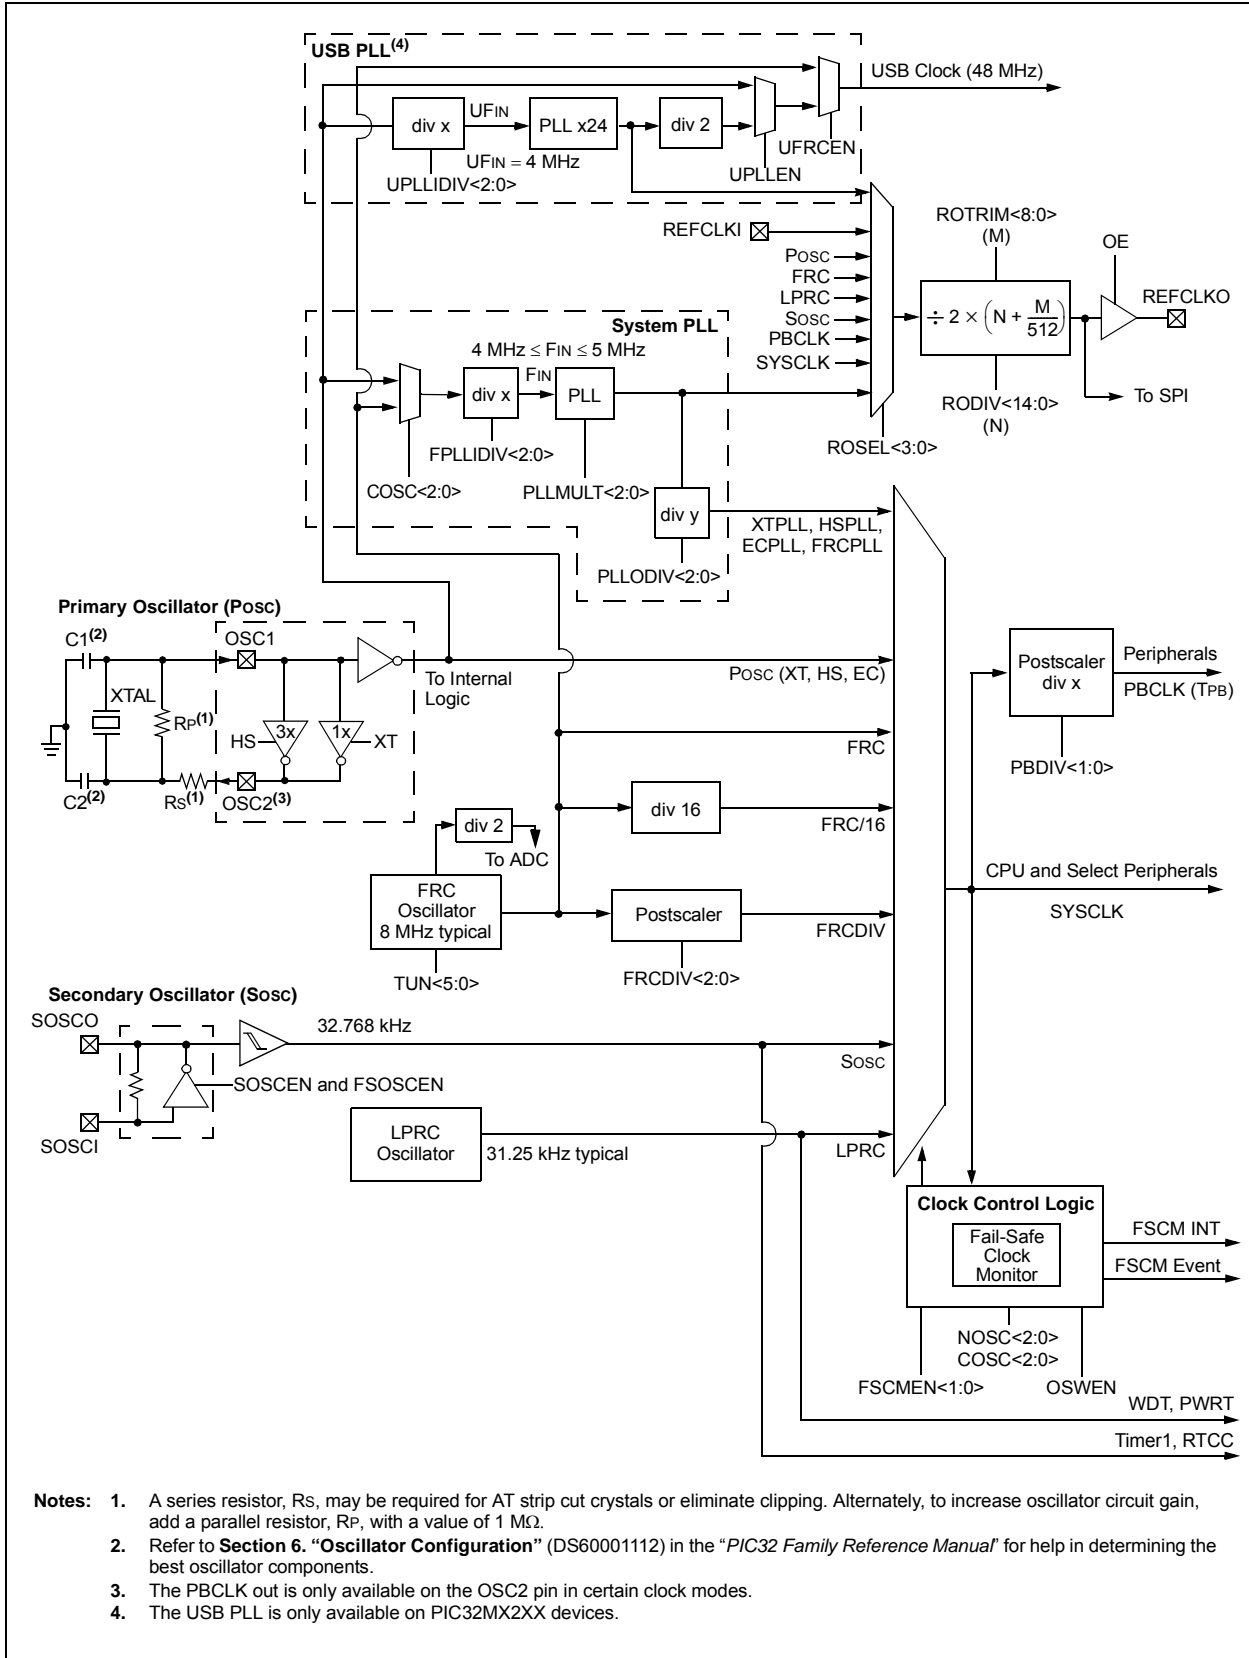 USB PLL(4)
USB Clock (48 MHz)
div x
UFIN
PLL x24
div 2
UFIN = 4 MHz
UFRCEN
UPLLIDIV<2:0>
UPLLEN
REFCLKI
POSC
FRC
LPRC
SOSC
PBCLK
SYSCLK
ROTRIM<8:0>
(M)
OE
REFCLKO
÷ 2 × (N + M/512)
To SPI
RODIV<14:0>
(N)
ROSEL<3:0>
System PLL
4 MHz ≤ FIN ≤ 5 MHz
FIN
div x
PLL
FPLLIDIV<2:0>
COSC<2:0>
PLLMULT<2:0>
div y
XTPLL, HSPLL,
ECPLL, FRCPLL
PLLODIV<2:0>
Primary Oscillator (POSC)
C1(2)
OSC1
XTAL
RP(1)
3x
1x
HS
XT
C2(2)
RS(1)
OSC2(3)
To Internal
Logic
POSC (XT, HS, EC)
Postscaler
div x
Peripherals
PBCLK (TPB)
PBDIV<1:0>
FRC
div 16
FRC/16
div 2
To ADC
FRC
Oscillator
8 MHz typical
TUN<5:0>
Postscaler
FRCDIV
FRCDIV<2:0>
CPU and Select Peripherals
SYSCLK
Secondary Oscillator (SOSC)
SOSCO
32.768 kHz
SOSC
SOSCEN and FSOSCEN
SOSCI
LPRC
Oscillator
31.25 kHz typical
LPRC
Clock Control Logic
Fail-Safe
Clock
Monitor
FSCM INT
FSCM Event
NOSC<2:0>
COSC<2:0>
FSCMEN<1:0>
OSWEN
WDT, PWRT
Timer1, RTCC
Notes: 1. A series resistor, RS, may be required for AT strip cut crystals or eliminate clipping. Alternately, to increase oscillator circuit gain,
add a parallel resistor, RP, with a value of 1 MΩ.
2. Refer to Section 6. “Oscillator Configuration” (DS60001112) in the “PIC32 Family Reference Manual” for help in determining the
best oscillator components.
3. The PBCLK out is only available on the OSC2 pin in certain clock modes.
4. The USB PLL is only available on PIC32MX2XX devices.